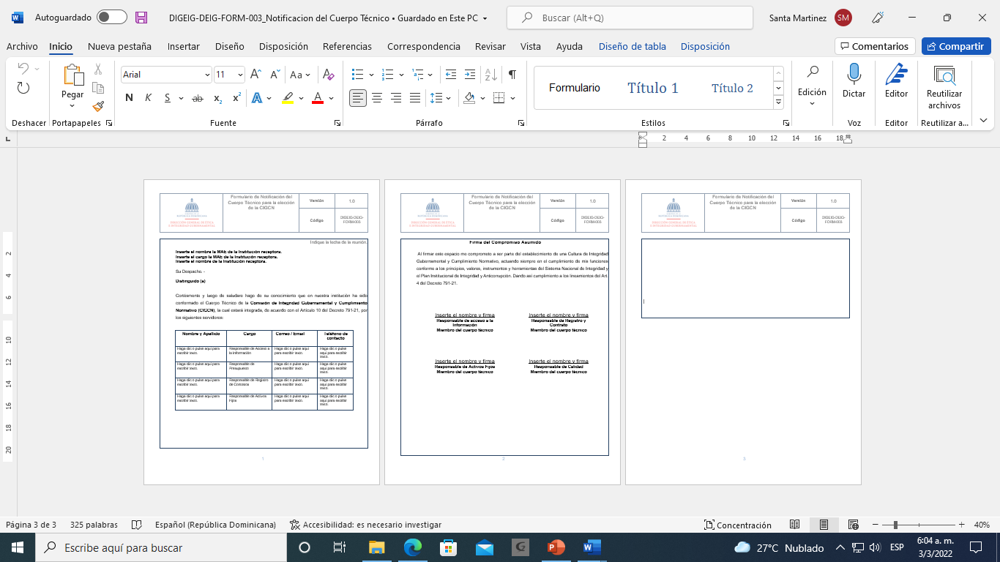 Autoguardado
DIGEIG-DEIG-FORM-003_Notificacion del Cuerpo Técnico • Guardado en Este PC
Buscar (Alt+Q)
Santa Martinez
SM
Archivo Inicio Nueva pestaña Insertar Diseño Disposición Referencias Correspondencia Revisar Vista Ayuda Diseño de tabla Disposición
Comentarios
Compartir
Pegar
Arial
11
Aa
N K S ab x₂ x² A A
Formulario
Título 1
Título 2
Edición
Dictar
Editor
Reutilizar
archivos
Deshacer
Portapapeles
Fuente
Párrafo
Estilos
Voz
Editor
Reutilizar a...
2 4 6 8 10 12 14 16 18
2
4
6
10
12
14
16
18
20
Formulario de Notificación del
Cuerpo Técnico para la elección
de la CIGCN
Versión
1.0
Código
DIGEIG-DEIG-
FORM-003
REPÚBLICA DOMINICANA
DIRECCIÓN GENERAL DE ÉTICA
E INTEGRIDAD GUBERNAMENTAL
Indique la fecha de la reunión.
Inserte el nombre la MAE de la Institución receptora.
Inserte el cargo la MAE de la Institución receptora.
Inserte el nombre de la Institución receptora.
Su Despacho. -
Distinguido (a)
Cortésmente y luego de saludare hago de su conocimiento que en nuestra institución ha sido
conformado el Cuerpo Técnico de la Comisión de Integridad Gubernamental y Cumplimiento
Normativo (CIGCN), la cual estará integrada, de acuerdo con el Artículo 10 del Decreto 791-21, por
los siguientes servidores:
Nombre y Apellido
Cargo
Correo / Email
Teléfono de
contacto
Haga clic o pulse aquí para
escribir texto.
Responsable de Acceso a
la Información
Haga clic o pulse aquí
para escribir texto.
Haga clic o pulse
aquí para escribir
texto.
Haga clic o pulse aquí para
escribir texto.
Responsable de
Presupuesto
Haga clic o pulse aquí
para escribir texto.
Haga clic o pulse
aquí para escribir
texto.
Haga clic o pulse aquí para
escribir texto.
Responsable de Registro
de Contratos
Haga clic o pulse aquí
para escribir texto.
Haga clic o pulse
aquí para escribir
texto.
Haga clic o pulse aquí para
escribir texto.
Responsable de Activos
Fijos
Haga clic o pulse aquí
para escribir texto.
Haga clic o pulse
aquí para escribir
texto.
1
Formulario de Notificación del
Cuerpo Técnico para la elección
de la CIGCN
Versión
1.0
Código
DIGEIG-DEIG-
FORM-003
REPÚBLICA DOMINICANA
DIRECCIÓN GENERAL DE ÉTICA
E INTEGRIDAD GUBERNAMENTAL
Firma del Compromiso Asumido
Al firmar este espacio me comprometo a ser parte del establecimiento de una Cultura de Integridad
Gubernamental y Cumplimiento Normativo, actuando siempre en el cumplimiento de mis funciones
conforme a los principios, valores, instrumentos y herramientas del Sistema Nacional de Integridad y
el Plan Institucional de Integridad y Anticorrupción. Dando así cumplimiento a los lineamientos del Art.
4 del Decreto 791-21.
Inserte el nombre y firma
Responsable de acceso a la
Información
Miembro del cuerpo técnico
Inserte el nombre y firma
Responsable de Registro y
Contrato
Miembro del cuerpo técnico
Inserte el nombre y firma
Responsable de Activos Fijos
Miembro del cuerpo técnico
Inserte el nombre y firma
Responsable de Calidad
Miembro del cuerpo técnico
2
Formulario de Notificación del
Cuerpo Técnico para la elección
de la CIGCN
Versión
1.0
Código
DIGEIG-DEIG-
FORM-003
REPÚBLICA DOMINICANA
DIRECCIÓN GENERAL DE ÉTICA
E INTEGRIDAD GUBERNAMENTAL
3
Página 3 de 3
325 palabras
Español (República Dominicana)
Accesibilidad: es necesario investigar
Concentración
40%
Escribe aquí para buscar
27°C Nublado
ESP
6:04 a. m.
3/3/2022